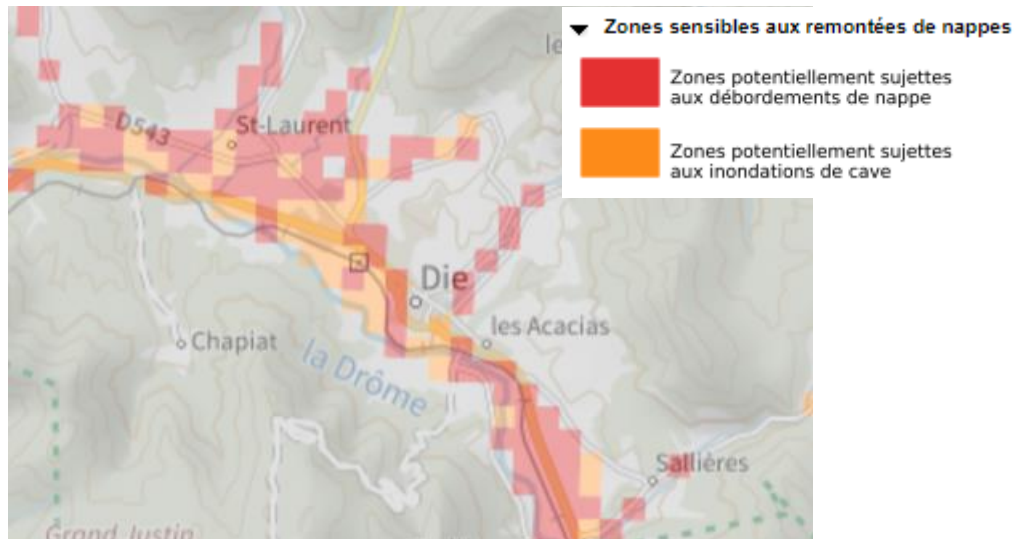 Zones sensibles aux remontées de nappes
Zones potentiellement sujettes
aux débordements de nappe
Zones potentiellement sujettes
aux inondations de cave
le
D543
St-Laurent
Die
les Acacias
Chapiat
la Drôme
Sallières
Grand Justin